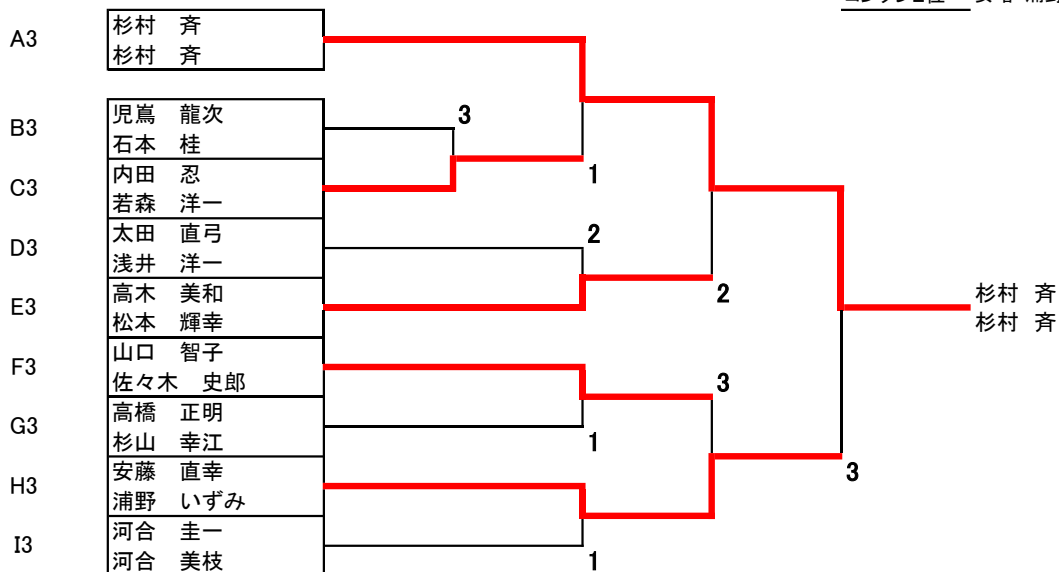 A3
杉村　斉
杉村　斉
B3
児嶌　龍次
石本　桂
3
C3
内田　忍
若森　洋一
1
D3
太田　直弓
浅井　洋一
2
E3
高木　美和
松本　輝幸
2
杉村　斉
杉村　斉
F3
山口　智子
佐々木　史郎
3
G3
高橋　正明
杉山　幸江
1
H3
安藤　直幸
浦野　いずみ
3
I3
河合　圭一
河合　美枝
1